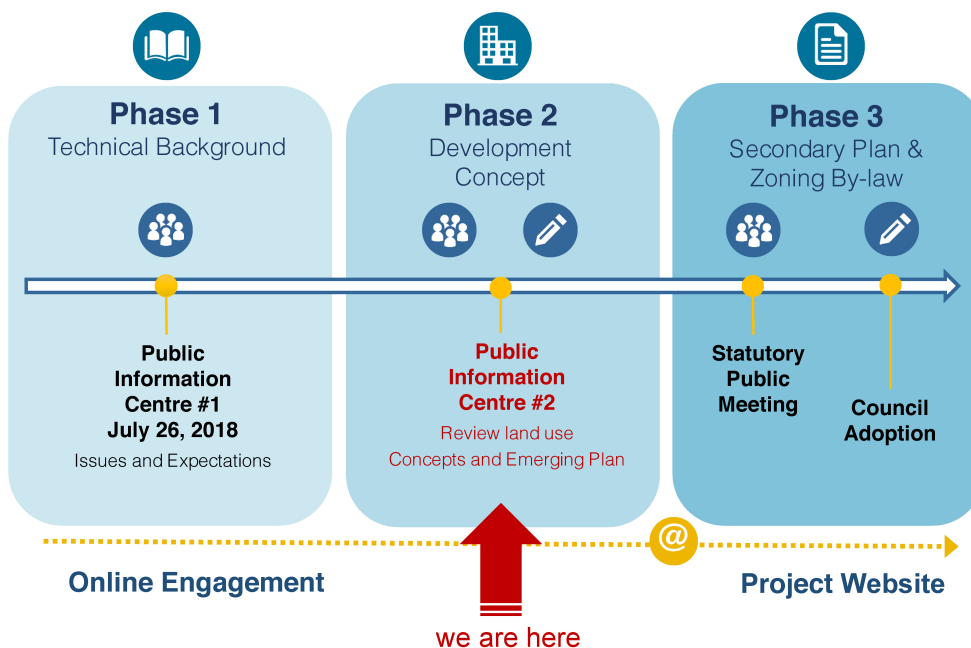 Phase 1
Technical Background
Public
Information
Centre #1
July 26, 2018
Issues and Expectations
Phase 2
Development
Concept
Public
Information
Centre #2
Review land use
Concepts and Emerging Plan
Phase 3
Secondary Plan &
Zoning By-law
Statutory
Public
Meeting
Council
Adoption
@
Online Engagement
Project Website
we are here